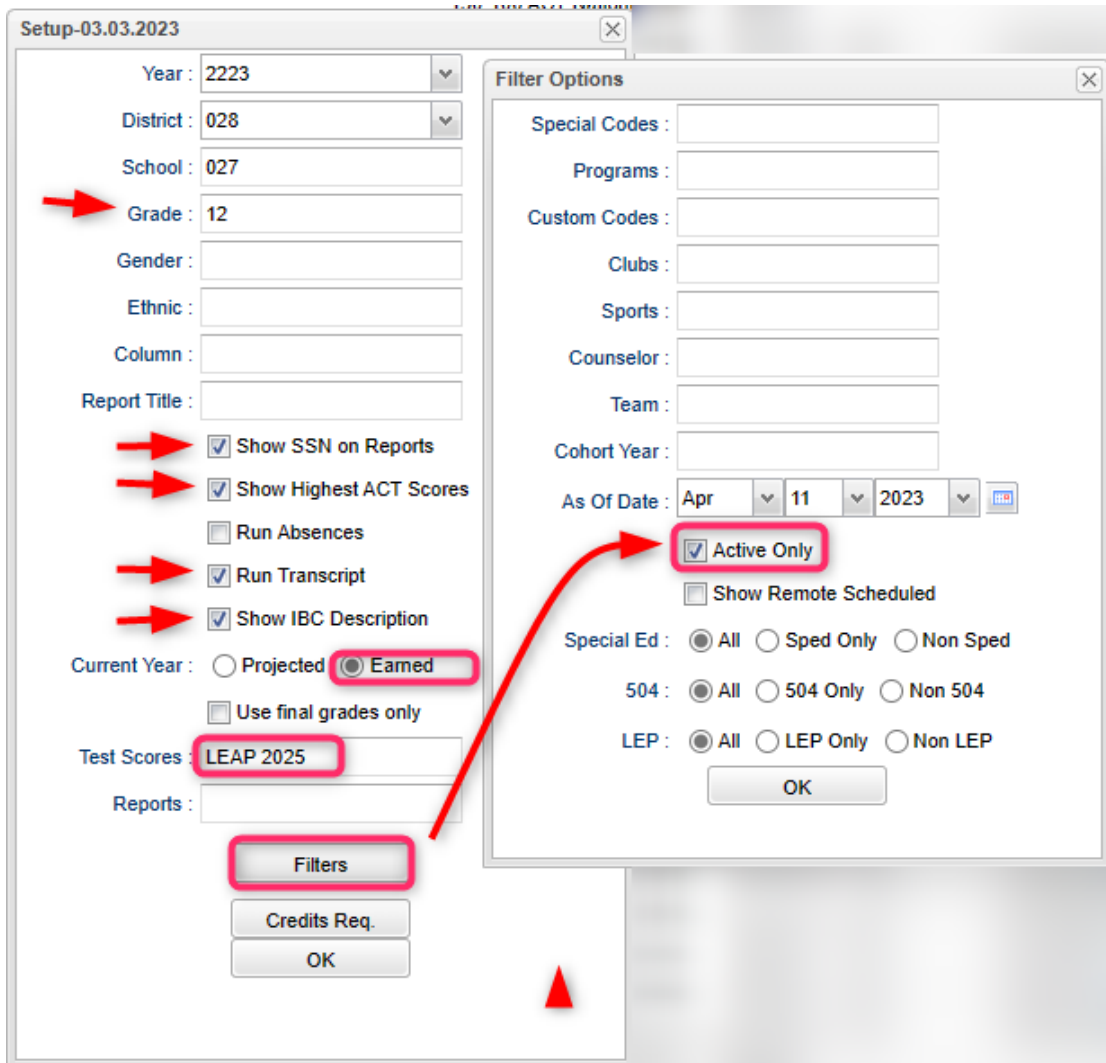 Setup-03.03.2023
Year : 2223
District : 028
School : 027
Grade : 12
Gender :
Ethnic :
Column :
Report Title :
Show SSN on Reports
Show Highest ACT Scores
Run Absences
Run Transcript
Show IBC Description
Current Year : Projected Earned
Use final grades only
Test Scores : LEAP 2025
Reports :
Filters
Credits Req.
OK
Filter Options
Special Codes :
Programs :
Custom Codes :
Clubs :
Sports :
Counselor :
Team :
Cohort Year :
As Of Date : Apr 11 2023
Active Only
Show Remote Scheduled
Special Ed : All Sped Only Non Sped
504 : All 504 Only Non 504
LEP : All LEP Only Non LEP
OK